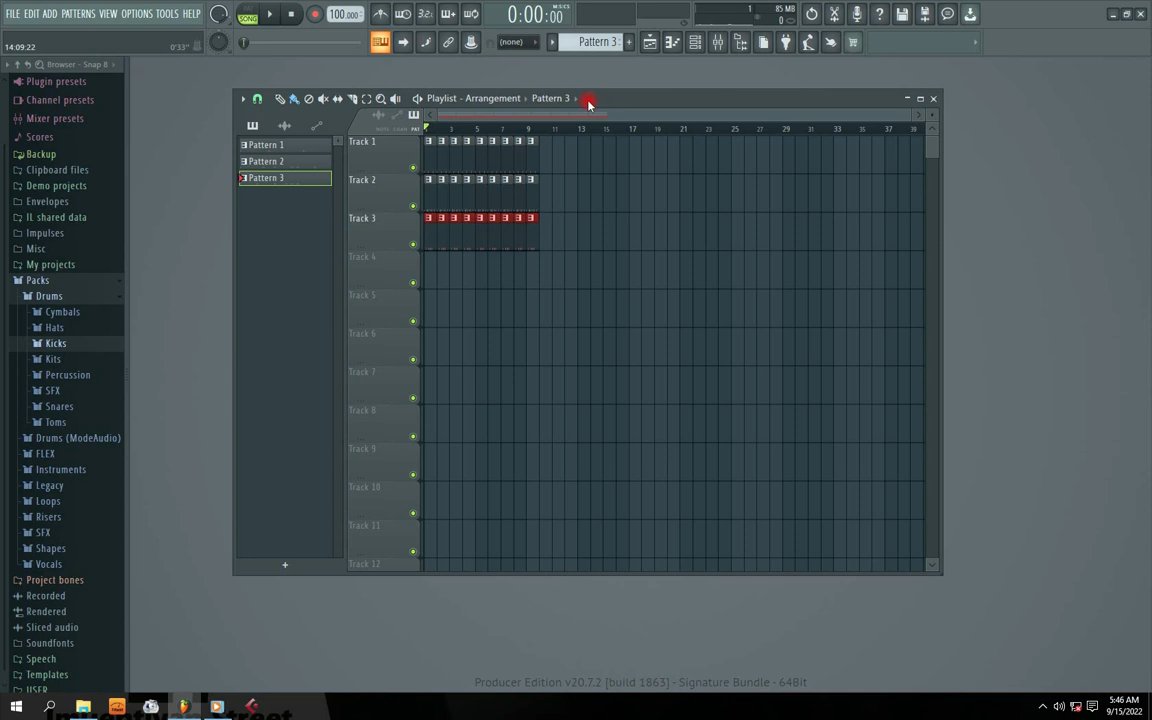 FILE EDIT ADD PATTERNS VIEW OPTIONS TOOLS HELP
SONG
100.000
0:00:00
M:S:CS
1
85 MB
0
14:09:22
0'33"
(none)
Pattern 3
Browser - Snap 8
Plugin presets
Channel presets
Mixer presets
Scores
Backup
Clipboard files
Demo projects
Envelopes
IL shared data
Impulses
Misc
My projects
Packs
Drums
Cymbals
Hats
Kicks
Kits
Percussion
SFX
Snares
Toms
Drums (ModeAudio)
FLEX
Instruments
Legacy
Loops
Risers
SFX
Shapes
Vocals
Project bones
Recorded
Rendered
Sliced audio
Soundfonts
Speech
Templates
USER
Playlist - Arrangement › Pattern 3 ›
NOTE CHAN PAT
3 5 7 9 11 13 15 17 19 21 23 25 27 29 31 33 35 37 39
Pattern 1
Pattern 2
Pattern 3
Track 1
Track 2
Track 3
Track 4
Track 5
Track 6
Track 7
Track 8
Track 9
Track 10
Track 11
Track 12
Producer Edition v20.7.2 [build 1863] - Signature Bundle - 64Bit
5:46 AM
9/15/2022